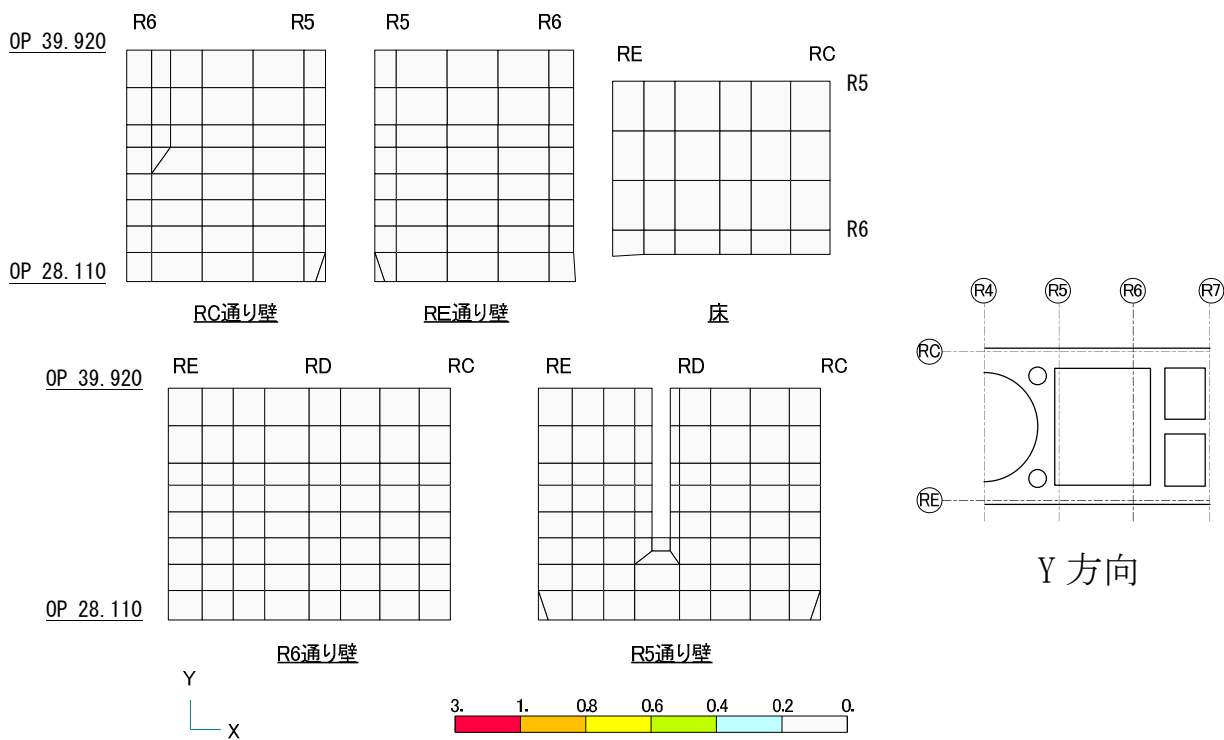 R6 R5
R5 R6
OP 39.920
RE RC
R5
R6
OP 28.110
RC通り壁
RE通り壁
床
R4 R5 R6 R7
RC
RE
Y 方向
RE RD RC
RE RD RC
OP 39.920
OP 28.110
R6通り壁
R5通り壁
Y
X
3. 1. 0.8 0.6 0.4 0.2 0.